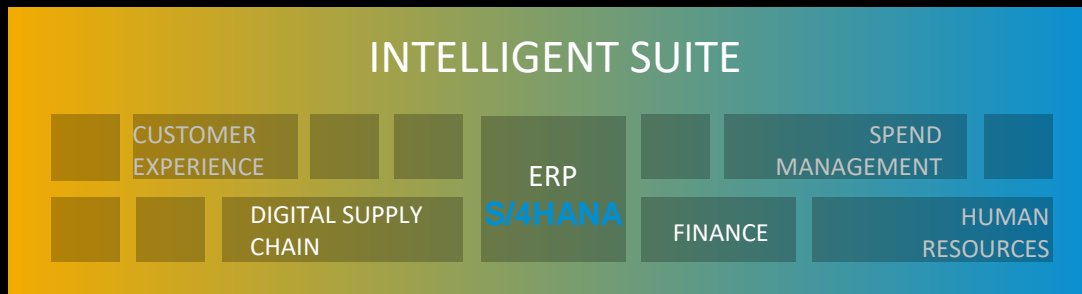 INTELLIGENT SUITE
CUSTOMER
EXPERIENCE
ERP
S/4HANA
SPEND
MANAGEMENT
DIGITAL SUPPLY
CHAIN
FINANCE
HUMAN
RESOURCES